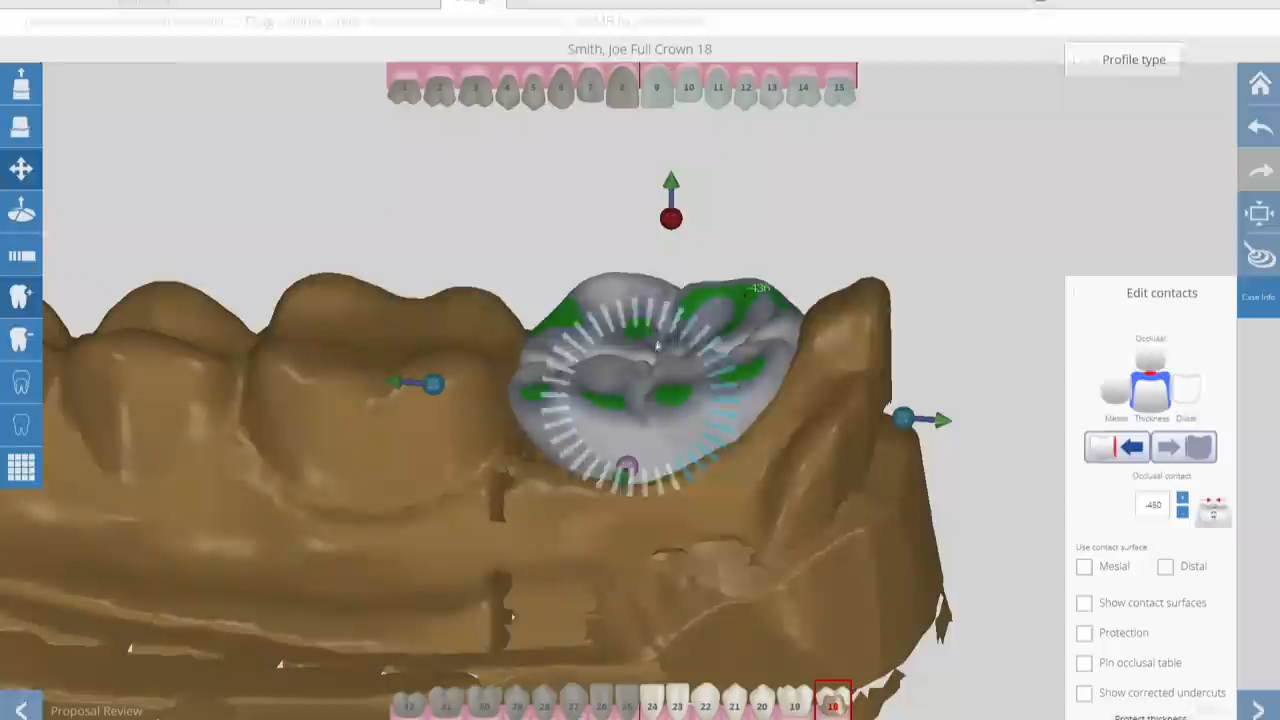 Smith, Joe Full Crown 18
Profile type
1 2 3 4 5 6 7 8 9 10 11 12 13 14 15
-436
Case Info
Edit contacts
Occlusal
Mesial Thickness Distal
Occlusal contact
-450
Use contact surface
Mesial Distal
Show contact surfaces
Protection
Pin occlusal table
Show corrected undercuts
Protect thickness
24 23 22 21 20 19 18
Proposal Review